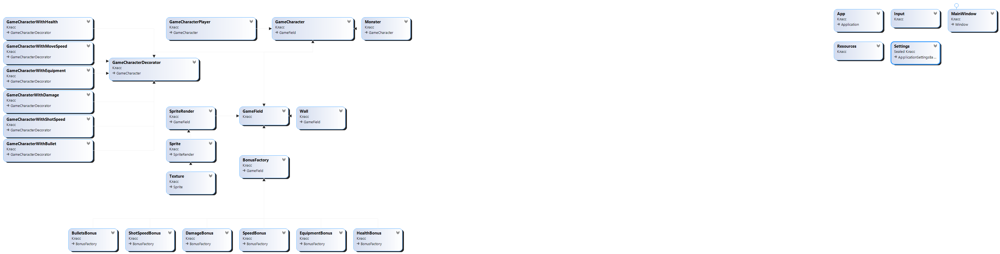 GameCharacterWithHealth
Класс
GameCharacterDecorator
GameCharacterWithMoveSpeed
Класс
GameCharacterDecorator
GameCharacterWithEquipment
Класс
GameCharacterDecorator
GameCharaterWithDamage
Класс
GameCharacterDecorator
GameCharacterWithShotSpeed
Класс
GameCharacterDecorator
GameCharacterWithBullet
Класс
GameCharacterDecorator
GameCharacterDecorator
Класс
GameCharacter
GameCharacterPlayer
Класс
GameCharacter
GameCharacter
Класс
GameField
Monster
Класс
GameCharacter
SpriteRender
Класс
GameField
GameField
Класс
Wall
Класс
GameField
Sprite
Класс
SpriteRender
Texture
Класс
Sprite
BonusFactory
Класс
GameField
BulletsBonus
Класс
BonusFactory
ShotSpeedBonus
Класс
BonusFactory
DamageBonus
Класс
BonusFactory
SpeedBonus
Класс
BonusFactory
EquipmentBonus
Класс
BonusFactory
HealthBonus
Класс
BonusFactory
App
Класс
Application
Input
Класс
MainWindow
Класс
Window
Resources
Класс
Settings
Sealed Класс
ApplicationSettingsBa...